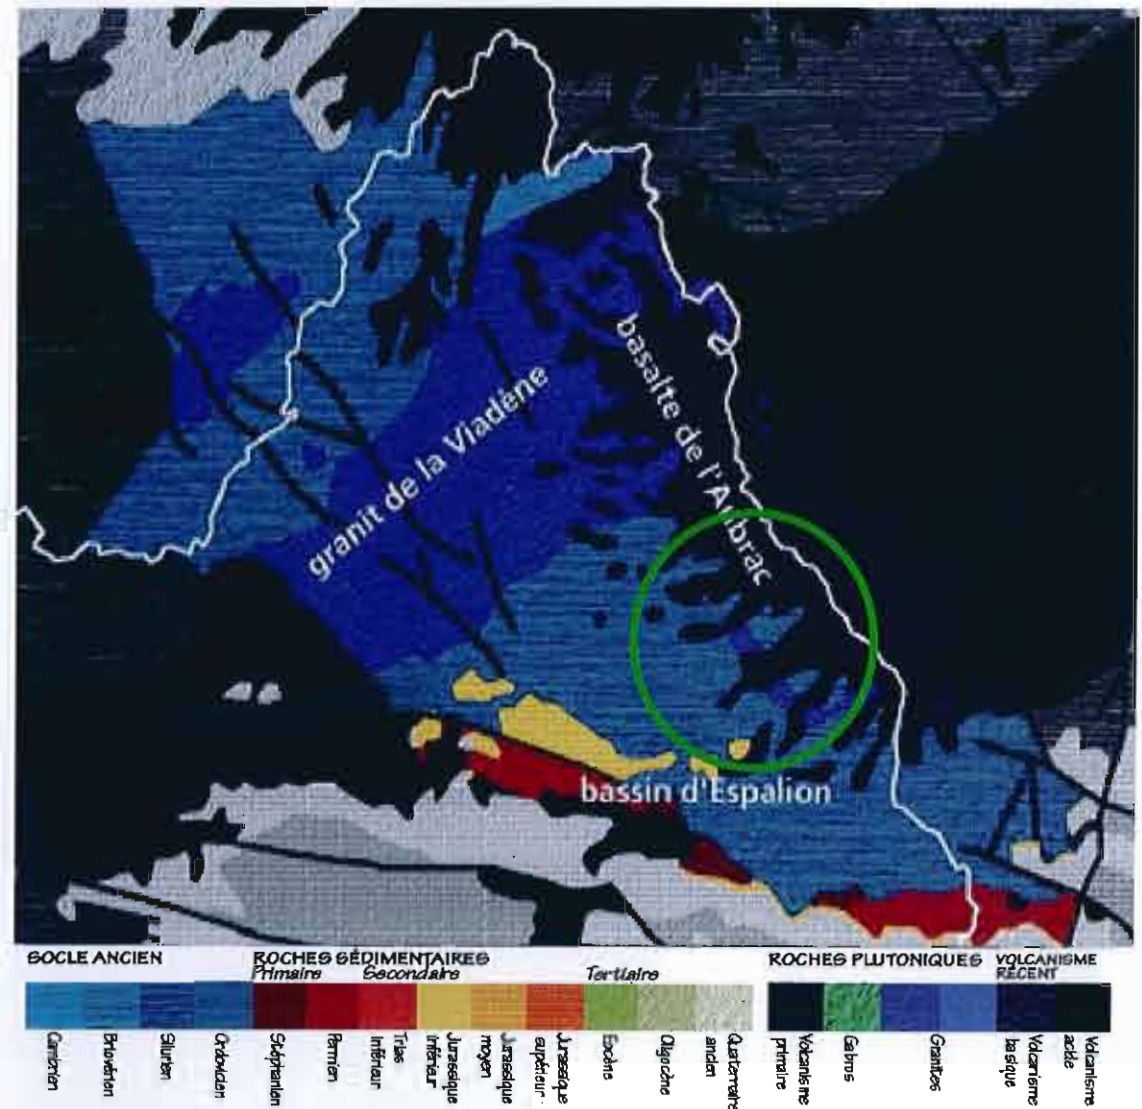 granit de la Viadène
basalte de l'Aubrac
bassin d'Espalion
SOCLE ANCIEN
ROCHES SÉDIMENTAIRES
Primaire
Secondaire
Tertiaire
ROCHES PLUTONIQUES
VOLCANISME
RÉCENT
Cambrien
Briovérien
Silurien
Ordovicien
Stéphanien
Permien
Trias
inférieur
Jurassique
inférieur
Jurassique
moyen
Jurassique
supérieur
Eocène
Oligocène
Quaternaire
ancien
Volcanisme
primaire
Gabros
Granites
Volcanisme
basique
Volcanisme
acide